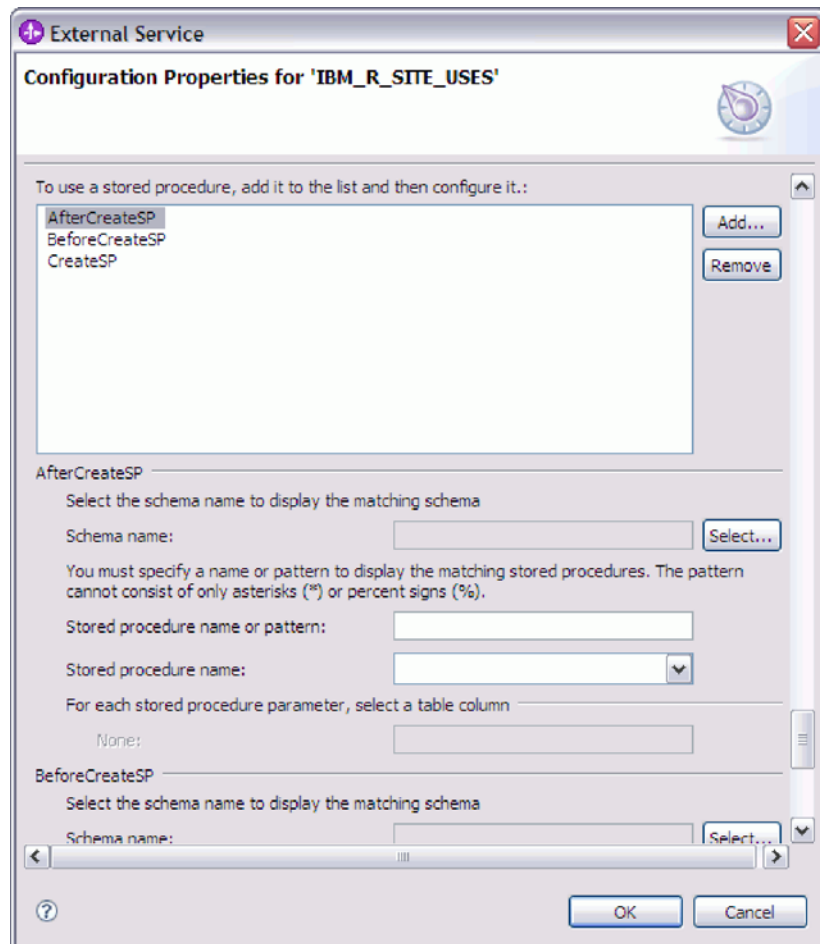 External Service
Configuration Properties for 'IBM_R_SITE_USES'
To use a stored procedure, add it to the list and then configure it.:
AfterCreateSP
BeforeCreateSP
CreateSP
Add...
Remove
AfterCreateSP
Select the schema name to display the matching schema
Schema name:
Select...
You must specify a name or pattern to display the matching stored procedures. The pattern
cannot consist of only asterisks (*) or percent signs (%).
Stored procedure name or pattern:
Stored procedure name:
For each stored procedure parameter, select a table column
None:
BeforeCreateSP
Select the schema name to display the matching schema
Schema name:
Select...
OK
Cancel